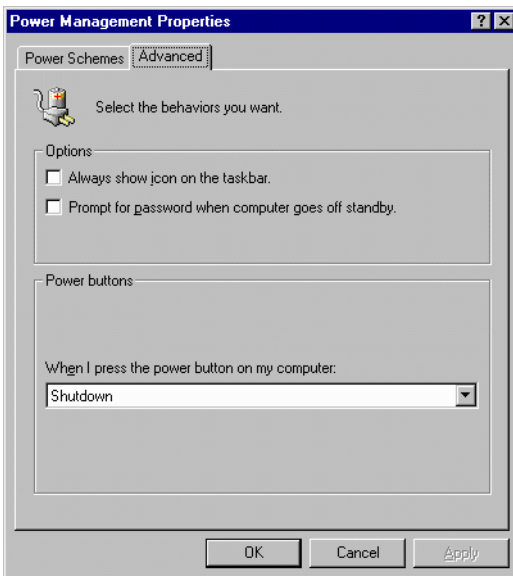 Power Management Properties
Power Schemes
Advanced
Select the behaviors you want.
Options
Always show icon on the taskbar.
Prompt for password when computer goes off standby.
Power buttons
When I press the power button on my computer:
Shutdown
OK
Cancel
Apply